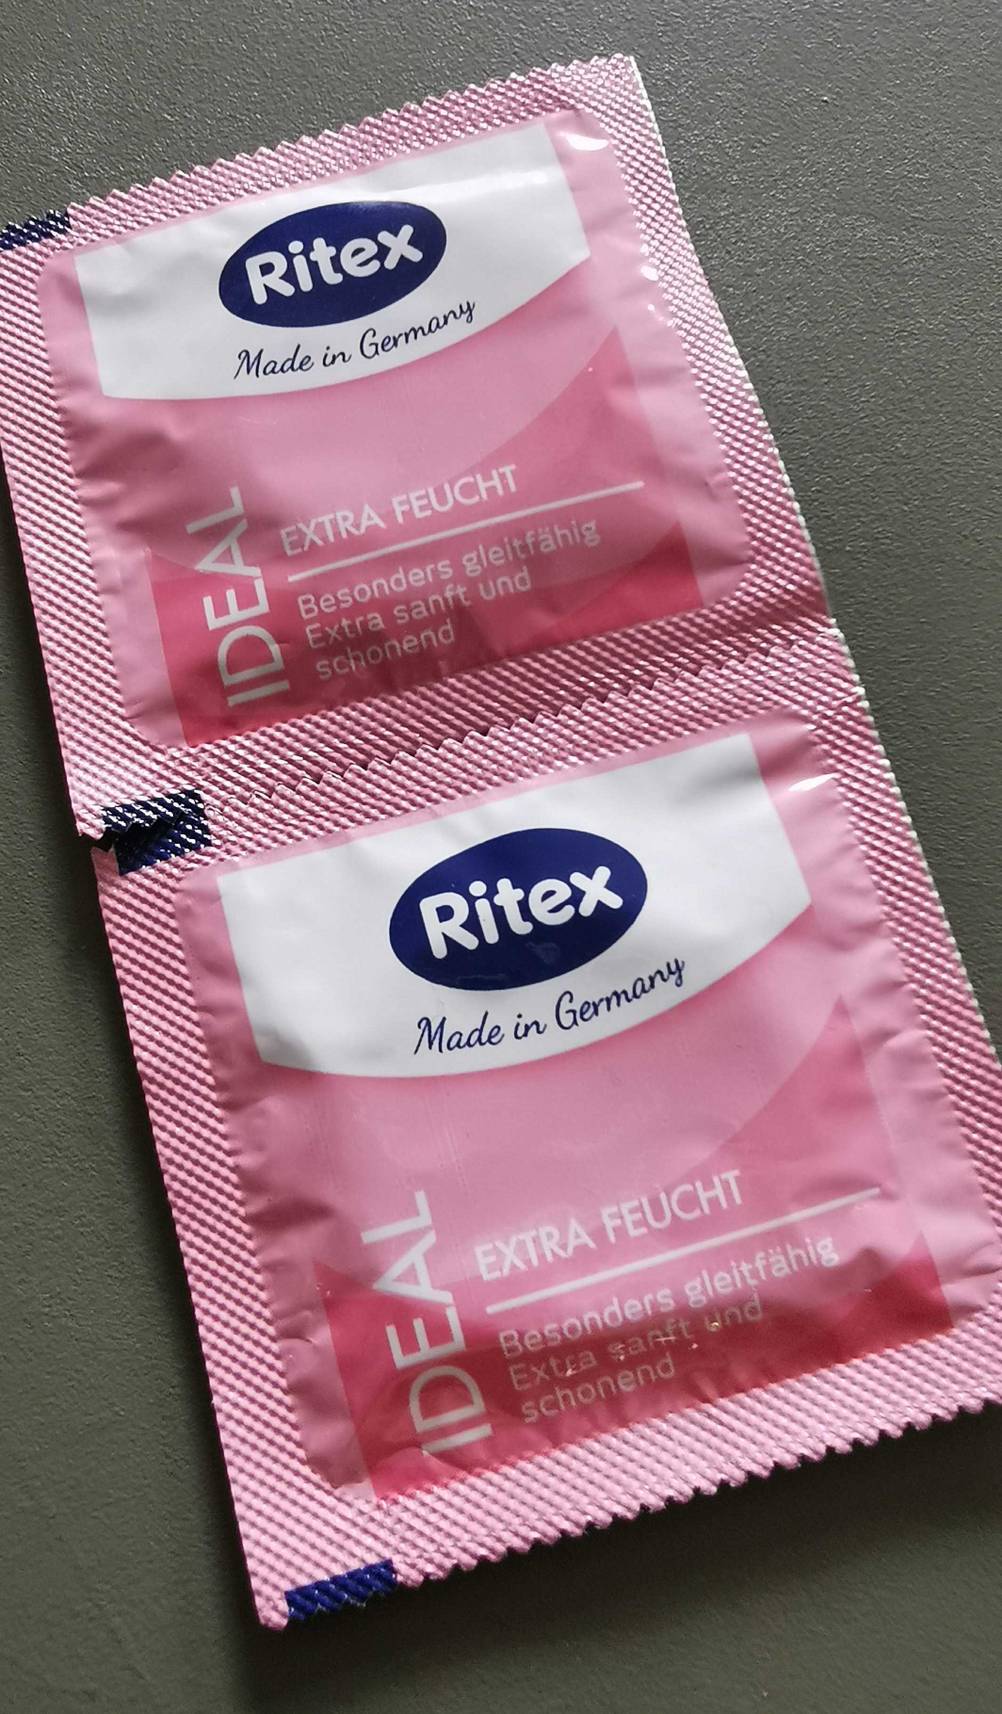 Ritex
Made in Germany
IDEAL
EXTRA FEUCHT
Besonders gleitfähig
Extra sanft und
schonend
Ritex
Made in Germany
IDEAL
EXTRA FEUCHT
Besonders gleitfähig
Extra sanft und
schonend